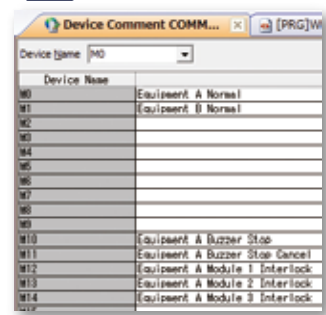 Device Comment COMM... [PRG]W
Device Name M0
Device Name
M0 Equipment A Normal
M1 Equipment B Normal
M2
M3
M4
M5
M6
M7
M8
M9
M10 Equipment A Buzzer Stop
M11 Equipment A Buzzer Stop Cancel
M12 Equipment A Module 1 Interlock
M13 Equipment A Module 2 Interlock
M14 Equipment A Module 3 Interlock